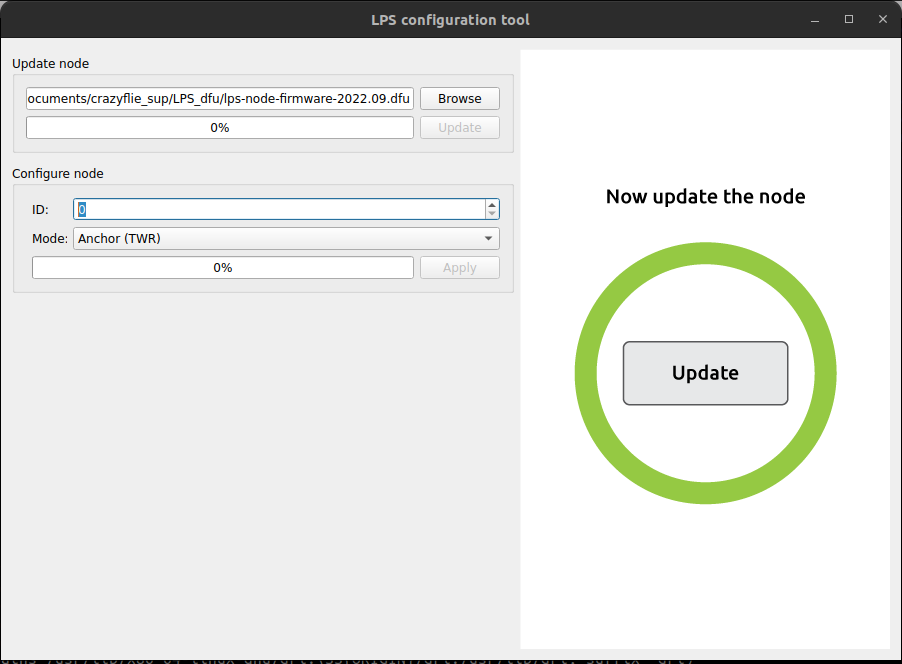 LPS configuration tool
Update node
ocuments/crazyflie_sup/LPS_dfu/lps-node-firmware-2022.09.dfu
Browse
0%
Update
Configure node
ID:
0
Mode:
Anchor (TWR)
0%
Apply
Now update the node
Update